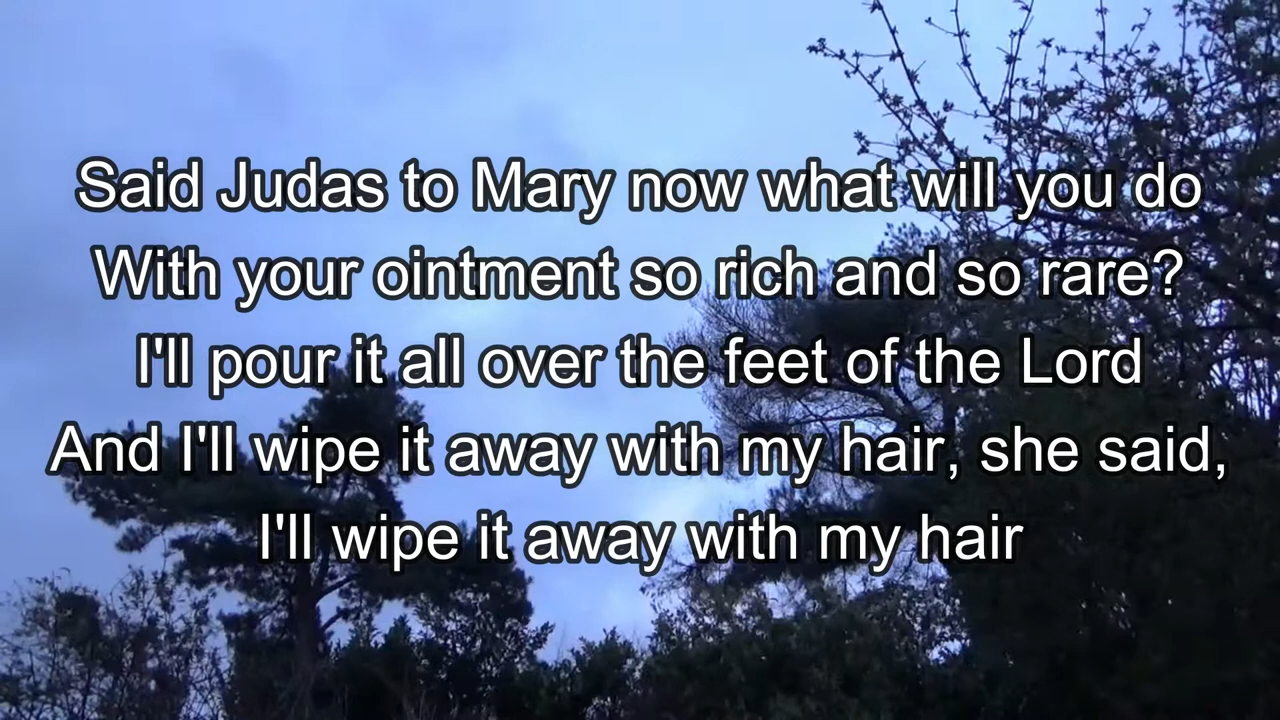 Said Judas to Mary now what will you do
With your ointment so rich and so rare?
I'll pour it all over the feet of the Lord
And I'll wipe it away with my hair, she said,
I'll wipe it away with my hair